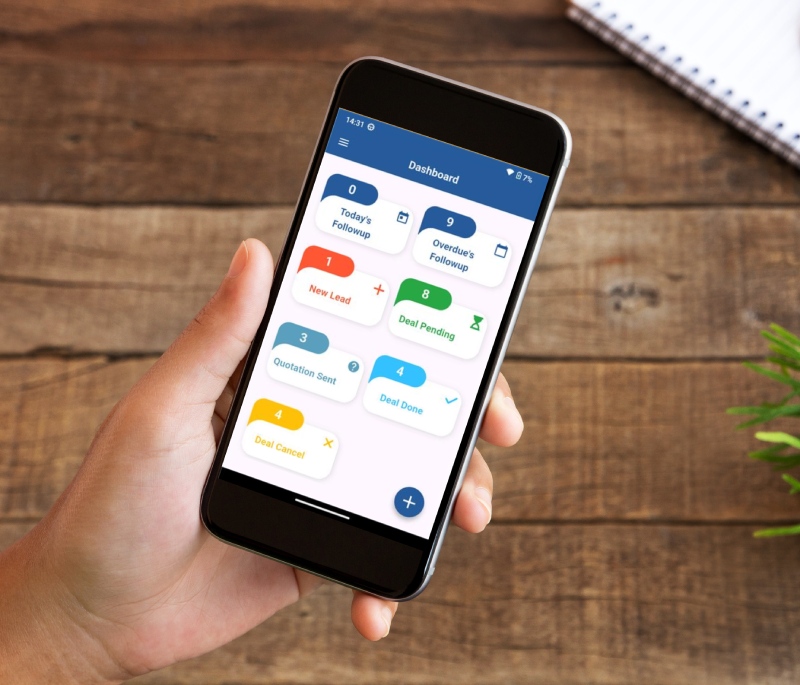 14:31
7%
Dashboard
0
Today's
Followup
9
Overdue's
Followup
1
New Lead
8
Deal Pending
3
Quotation Sent
4
Deal Done
4
Deal Cancel